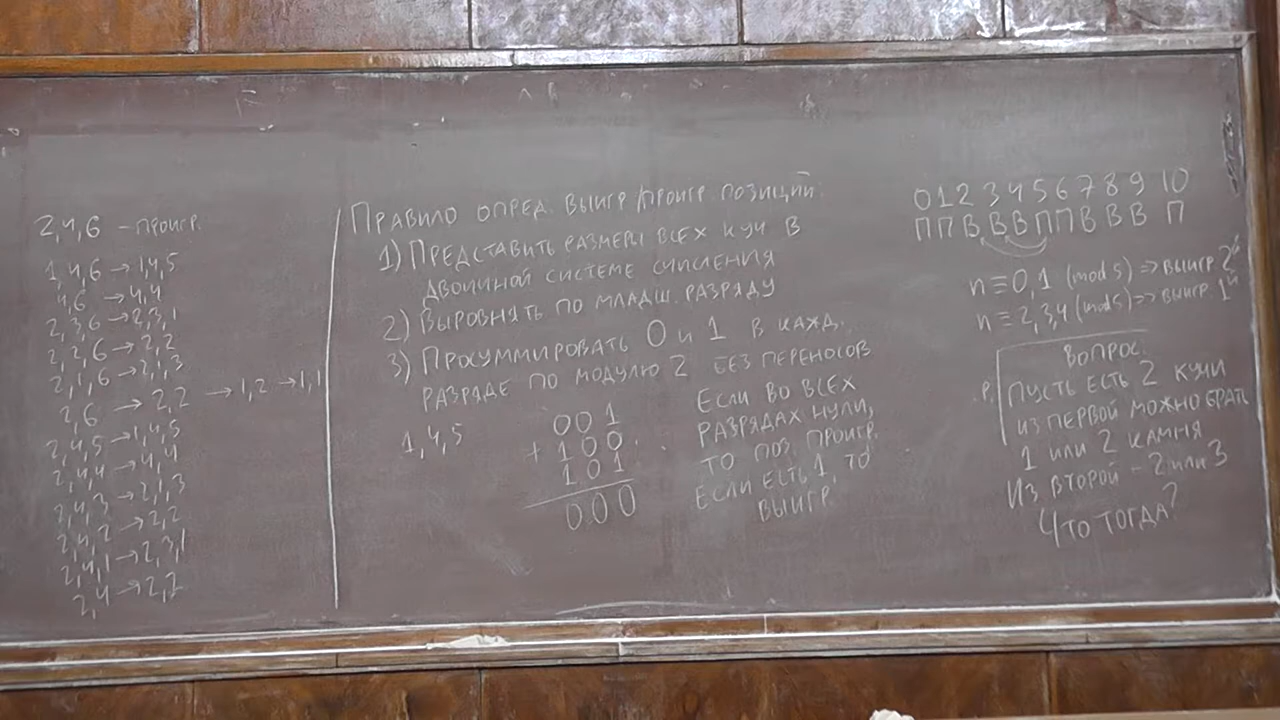 2,4,6 – проигр.
1,4,6 → 1,4,5
4,6 → 4,4
2,3,6 → 2,3,1
2,2,6 → 2,2
2,1,6 → 2,1,3
2,6 → 2,2 → 1,2 → 1,1
2,4,5 → 1,4,5
2,4,4 → 4,4
2,4,3 → 2,1,3
2,4,2 → 2,2
2,4,1 → 2,3,1
2,4 → 2,2
Правило опред. выигр/проигр позиций:
1) Представить размеры всех куч в
двоичной системе счисления
2) Выровнять по младш. разряду
3) Просуммировать 0 и 1 в кажд.
разряде по модулю 2 без переносов
1,4,5
001
+ 100
101
000
Если во всех
разрядах нули,
то поз. проигр.
Если есть 1, то
выигр.
0 1 2 3 4 5 6 7 8 9 10
П П В В В П П В В В П
n ≡ 0,1 (mod 5) => выигр. 2й
n ≡ 2,3,4 (mod 5) => выигр. 1й
Вопрос:
Пусть есть 2 кучи
из первой можно брать
1 или 2 камня
Из второй – 2 или 3
Что тогда?